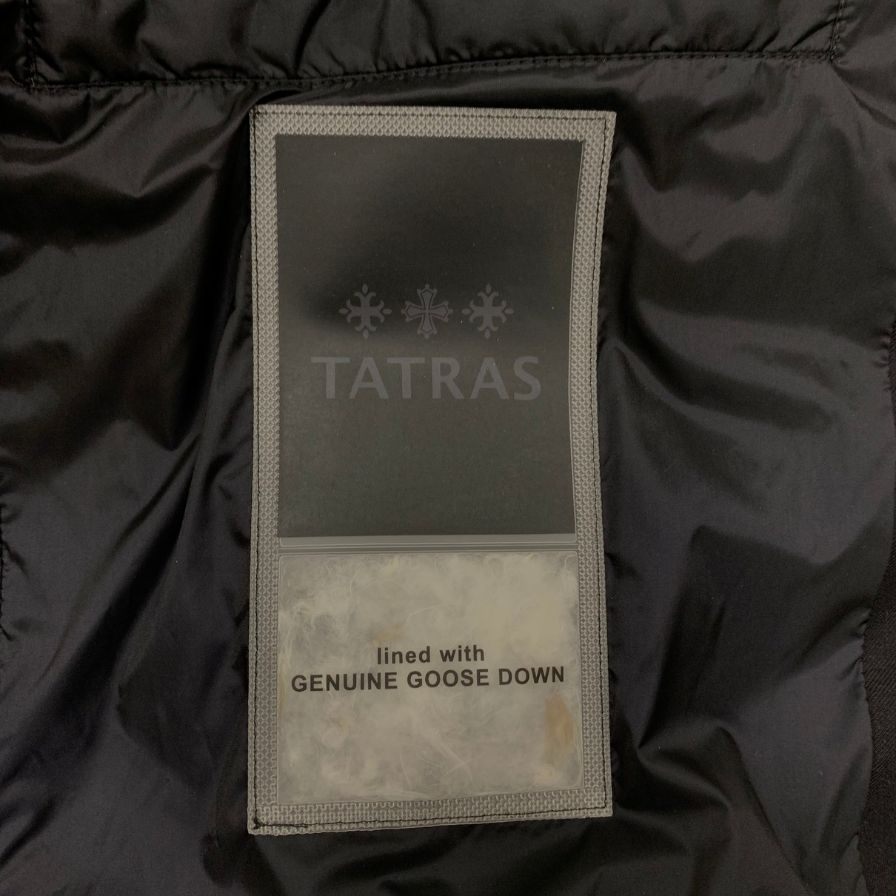 TATRAS
lined with
GENUINE GOOSE DOWN